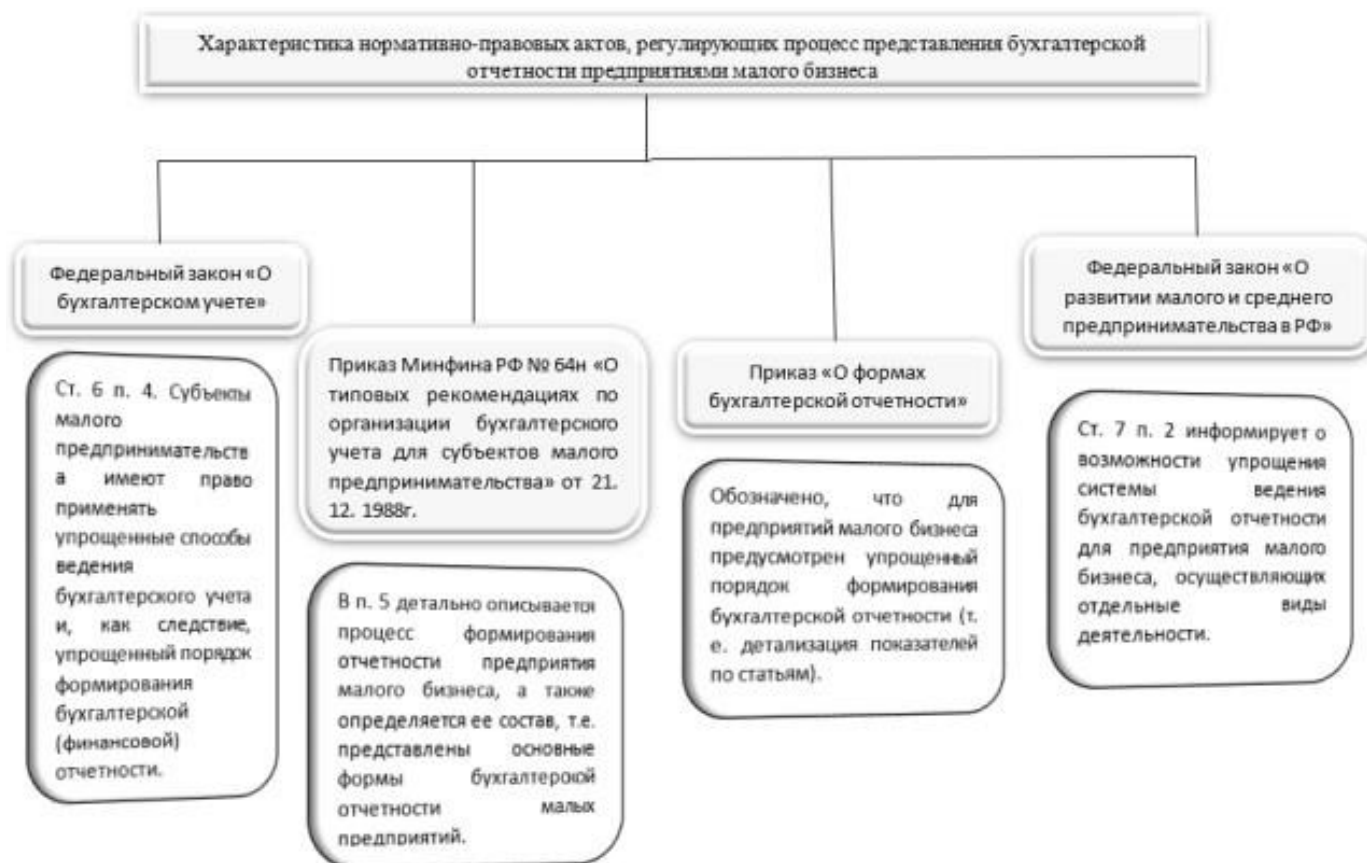 Характеристика нормативно-правовых актов, регулирующих процесс представления бухгалтерской
отчетности предприятиями малого бизнеса
Федеральный закон «О
бухгалтерском учете»
Ст. 6 п. 4. Субъекты
малого
предпринимательств
а имеют право
применять
упрощенные способы
ведения
бухгалтерского учета
и, как следствие,
упрощенный порядок
формирования
бухгалтерской
(финансовой)
отчетности.
Приказ Минфина РФ № 64н «О
типовых рекомендациях по
организации бухгалтерского
учета для субъектов малого
предпринимательства» от 21.
12. 1988г.
В п. 5 детально описывается
процесс формирования
отчетности предприятия
малого бизнеса, а также
определяется ее состав, т.е.
представлены основные
формы бухгалтерской
отчетности малых
предприятий.
Приказ «О формах
бухгалтерской отчетности»
Обозначено, что для
предприятий малого бизнеса
предусмотрен упрощенный
порядок формирования
бухгалтерской отчетности (т.
е. детализация показателей
по статьям).
Федеральный закон «О
развитии малого и среднего
предпринимательства в РФ»
Ст. 7 п. 2 информирует о
возможности упрощения
системы ведения
бухгалтерской отчетности
для предприятия малого
бизнеса, осуществляющих
отдельные виды
деятельности.